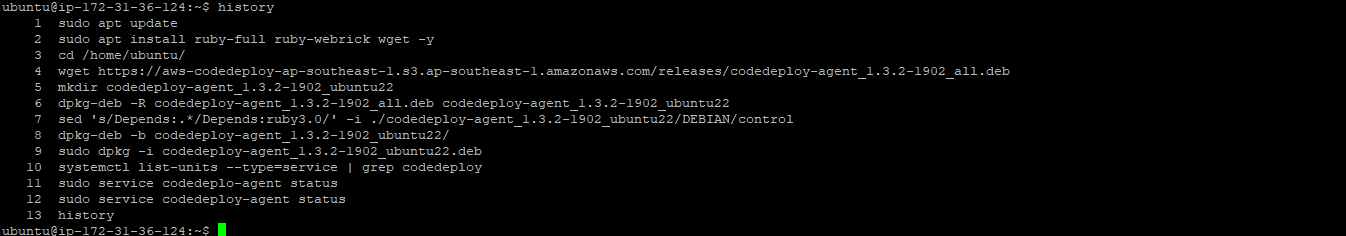 ubuntu@ip-172-31-36-124:~$ history
1 sudo apt update
2 sudo apt install ruby-full ruby-webrick wget -y
3 cd /home/ubuntu/
4 wget https://aws-codedeploy-ap-southeast-1.s3.ap-southeast-1.amazonaws.com/releases/codedeploy-agent_1.3.2-1902_all.deb
5 mkdir codedeploy-agent_1.3.2-1902_ubuntu22
6 dpkg-deb -R codedeploy-agent_1.3.2-1902_all.deb codedeploy-agent_1.3.2-1902_ubuntu22
7 sed 's/Depends:.*/Depends:ruby3.0/' -i ./codedeploy-agent_1.3.2-1902_ubuntu22/DEBIAN/control
8 dpkg-deb -b codedeploy-agent_1.3.2-1902_ubuntu22/
9 sudo dpkg -i codedeploy-agent_1.3.2-1902_ubuntu22.deb
10 systemctl list-units --type=service | grep codedeploy
11 sudo service codedeplo-agent status
12 sudo service codedeploy-agent status
13 history
ubuntu@ip-172-31-36-124:~$